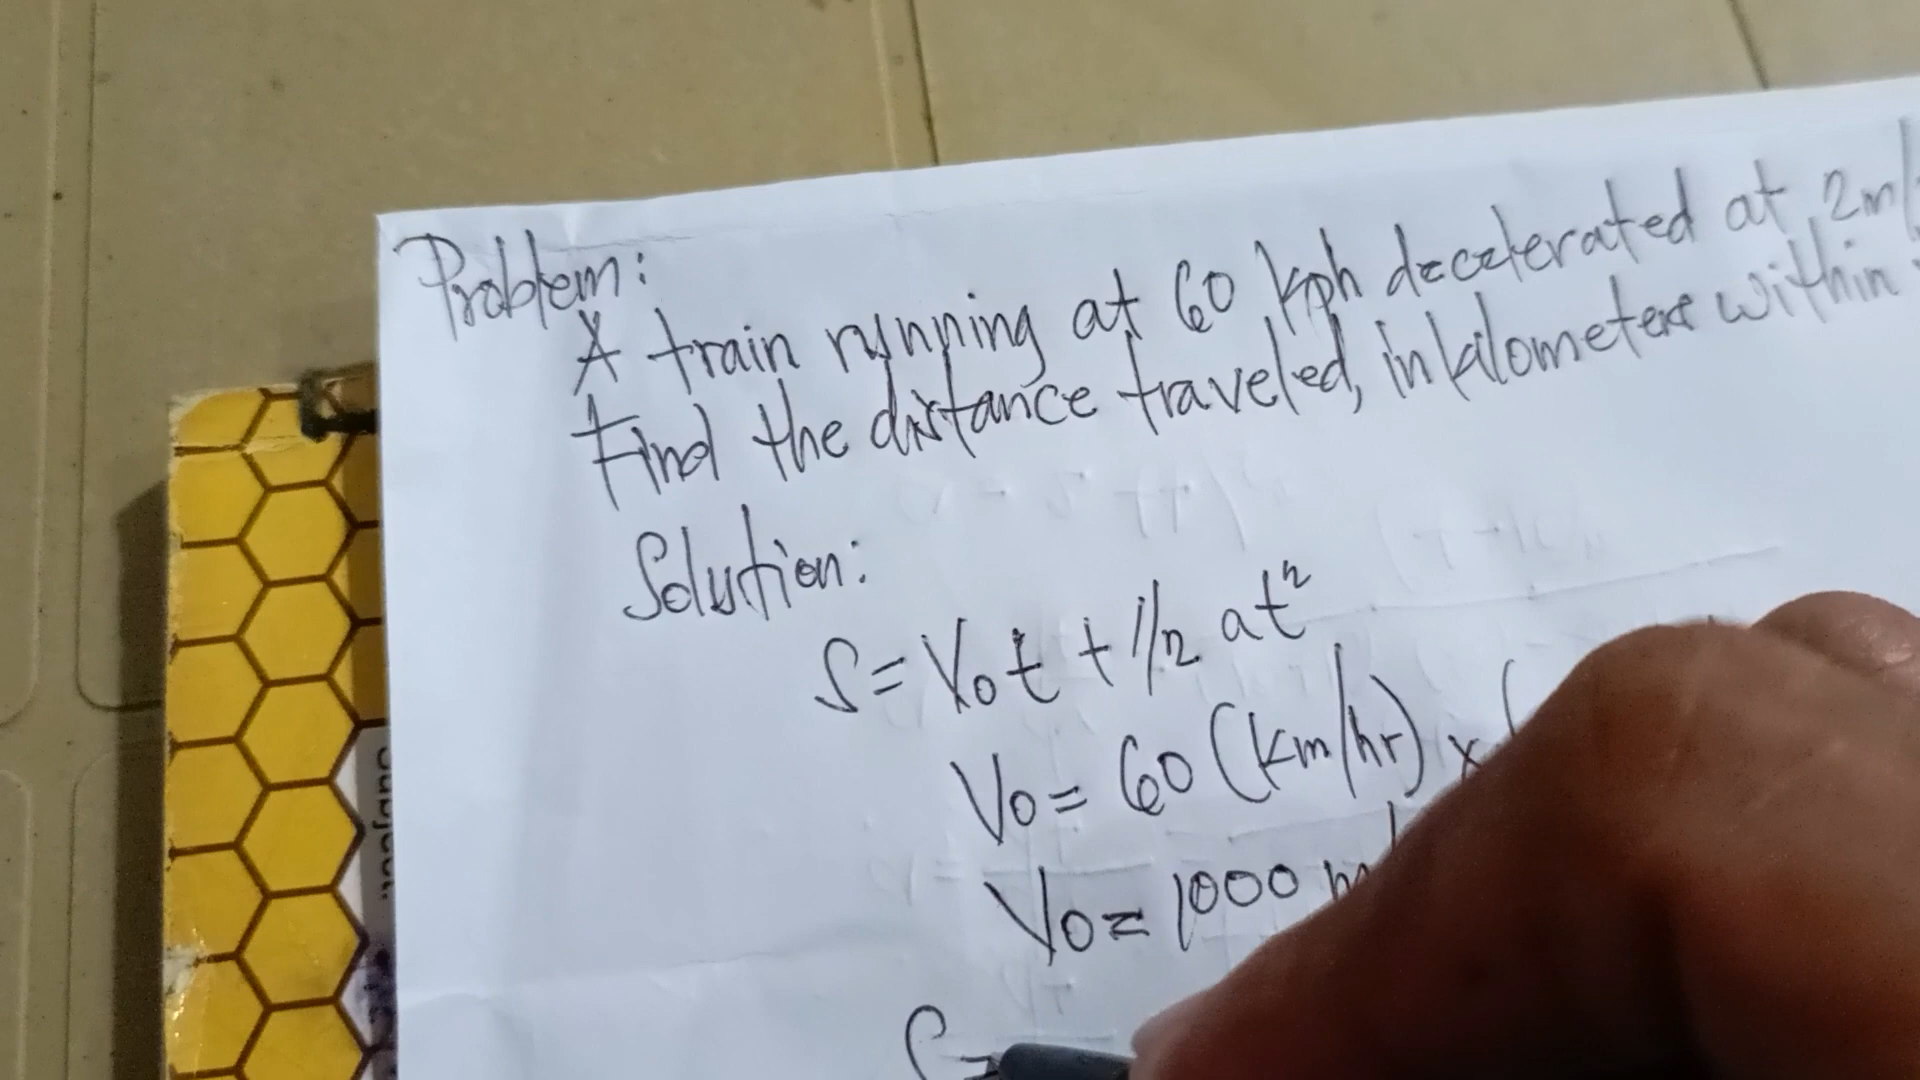 Problem:
A train running at 60 kph decelerated at 2m/
Find the distance traveled, in kilometers within
Solution:
S = Vot + 1/2 at²
Vo = 60 (km/hr) x (
Vo = 1000 m/
S =
Subject: